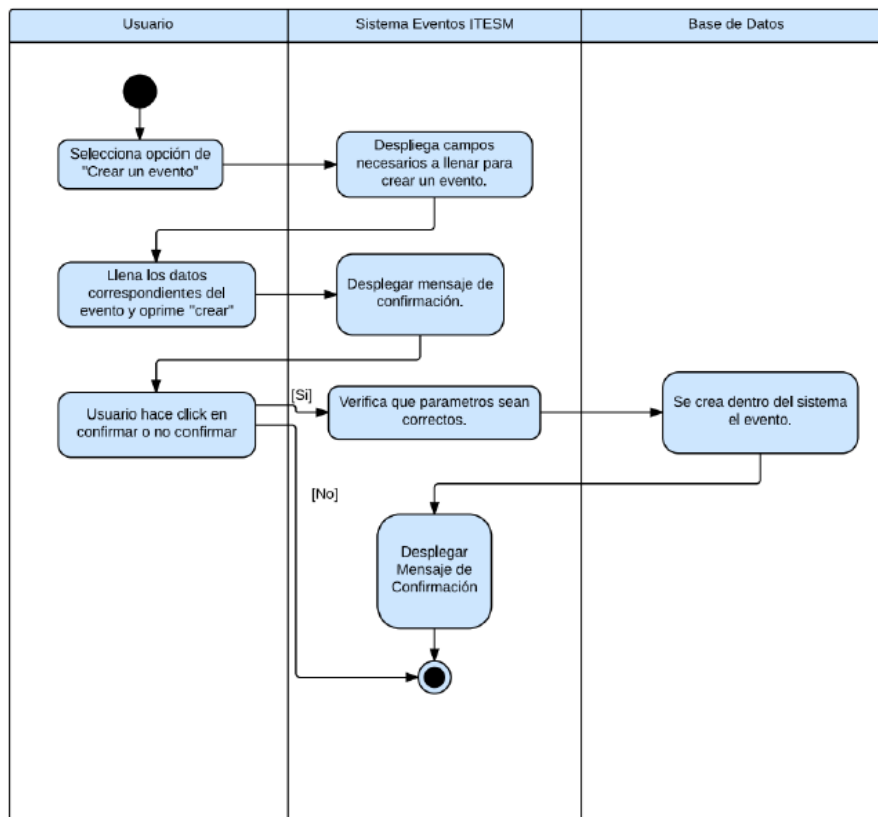 Usuario
Sistema Eventos ITESM
Base de Datos
Selecciona opción de
"Crear un evento"
Despliega campos
necesarios a llenar para
crear un evento.
Llena los datos
correspondientes del
evento y oprime "crear"
Desplegar mensaje de
confirmación.
Usuario hace click en
confirmar o no confirmar
[Si]
Verifica que parametros sean
correctos.
Se crea dentro del sistema
el evento.
[No]
Desplegar
Mensaje de
Confirmación